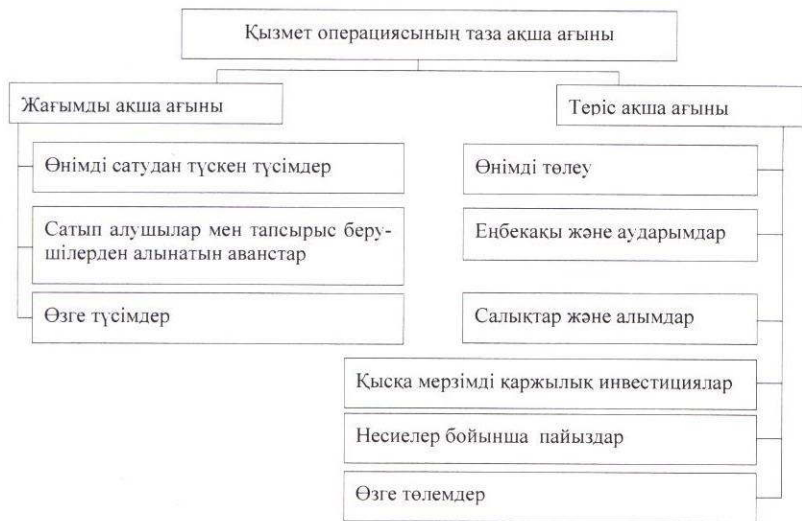 Қызмет операциясының таза ақша ағыны
Жағымды ақша ағыны
Теріс ақша ағыны
Өнімді сатудан түскен түсімдер
Сатып алушылар мен тапсырыс беру-
шілерден алынатын аванстар
Өзге түсімдер
Өнімді төлеу
Еңбекақы және аударымдар
Салықтар және алымдар
Қысқа мерзімді қаржылық инвестициялар
Несиелер бойынша пайыздар
Өзге төлемдер